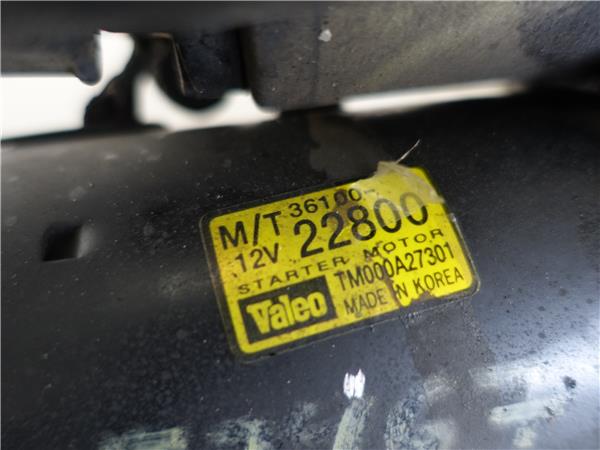 M/T 36100-
12V 22800
STARTER MOTOR
Valeo TM000A27301
MADE IN KOREA